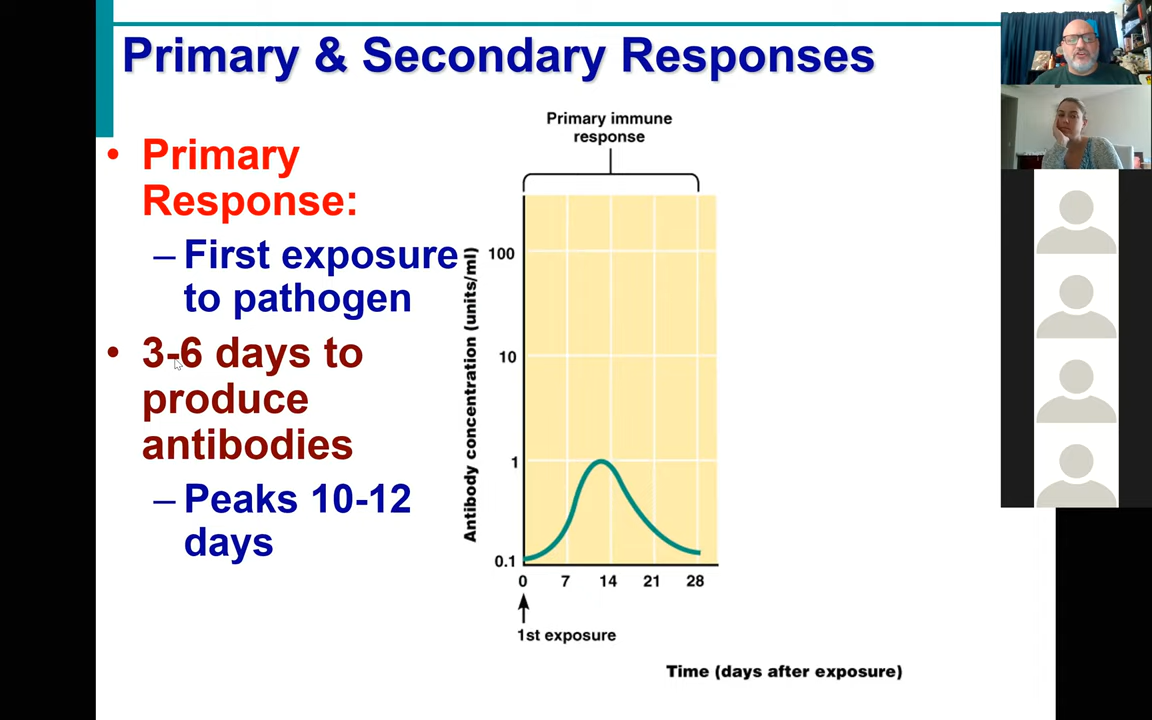 Primary & Secondary Responses
• Primary
Response:
– First exposure
to pathogen
• 3-6 days to
produce
antibodies
– Peaks 10-12
days
Primary immune
response
Antibody concentration (units/ml)
100
10
1
0.1
0 7 14 21 28
1st exposure
Time (days after exposure)